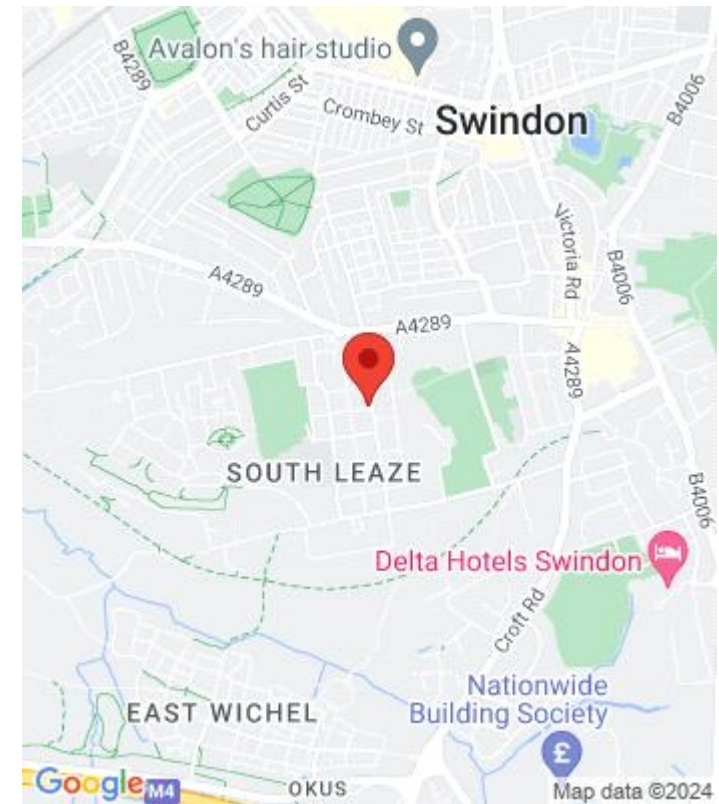 B4289
Avalon's hair studio
Curtis St
Crombey St
Swindon
B4006
Victoria Rd
B4006
A4289
A4289
A4289
SOUTH LEAZE
B4006
Delta Hotels Swindon
Croft Rd
Nationwide
Building Society
EAST WICHEL
£
Google
M4
OKUS
Map data ©2024